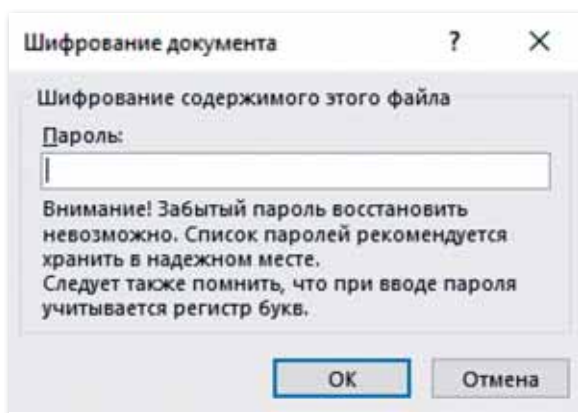 Шифрование документа ? ×
Шифрование содержимого этого файла
Пароль:
Внимание! Забытый пароль восстановить
невозможно. Список паролей рекомендуется
хранить в надежном месте.
Следует также помнить, что при вводе пароля
учитывается регистр букв.
ОК Отмена